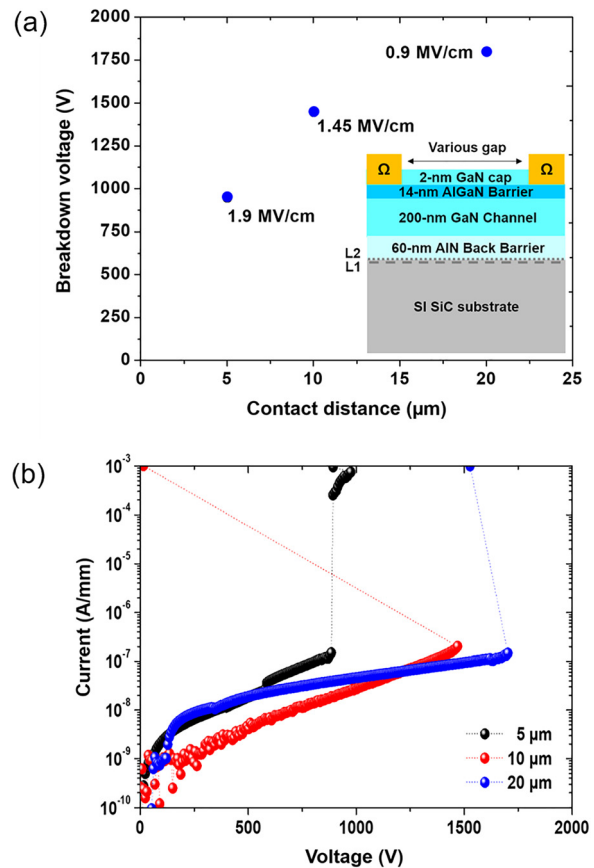 (a)
Breakdown voltage (V)
2000
1750
1500
1250
1000
750
500
250
0
0.9 MV/cm
1.45 MV/cm
1.9 MV/cm
Various gap
Ω
Ω
2-nm GaN cap
14-nm AlGaN Barrier
200-nm GaN Channel
60-nm AlN Back Barrier
L2
L1
SI SiC substrate
0 5 10 15 20 25
Contact distance (µm)
(b)
Current (A/mm)
10⁻³
10⁻⁴
10⁻⁵
10⁻⁶
10⁻⁷
10⁻⁸
10⁻⁹
10⁻¹⁰
5 µm
10 µm
20 µm
0 500 1000 1500 2000
Voltage (V)